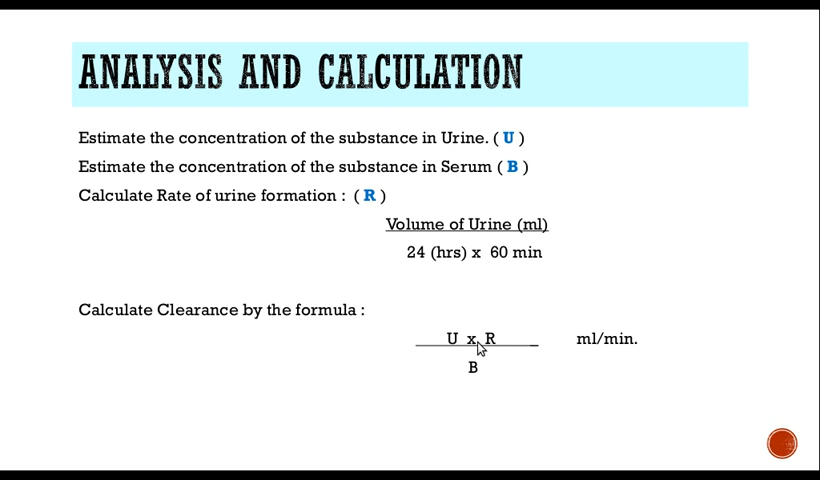 ANALYSIS AND CALCULATION
Estimate the concentration of the substance in Urine. ( U )
Estimate the concentration of the substance in Serum ( B )
Calculate Rate of urine formation : ( R )
Volume of Urine (ml)
24 (hrs) x 60 min
Calculate Clearance by the formula :
U x R ml/min.
B